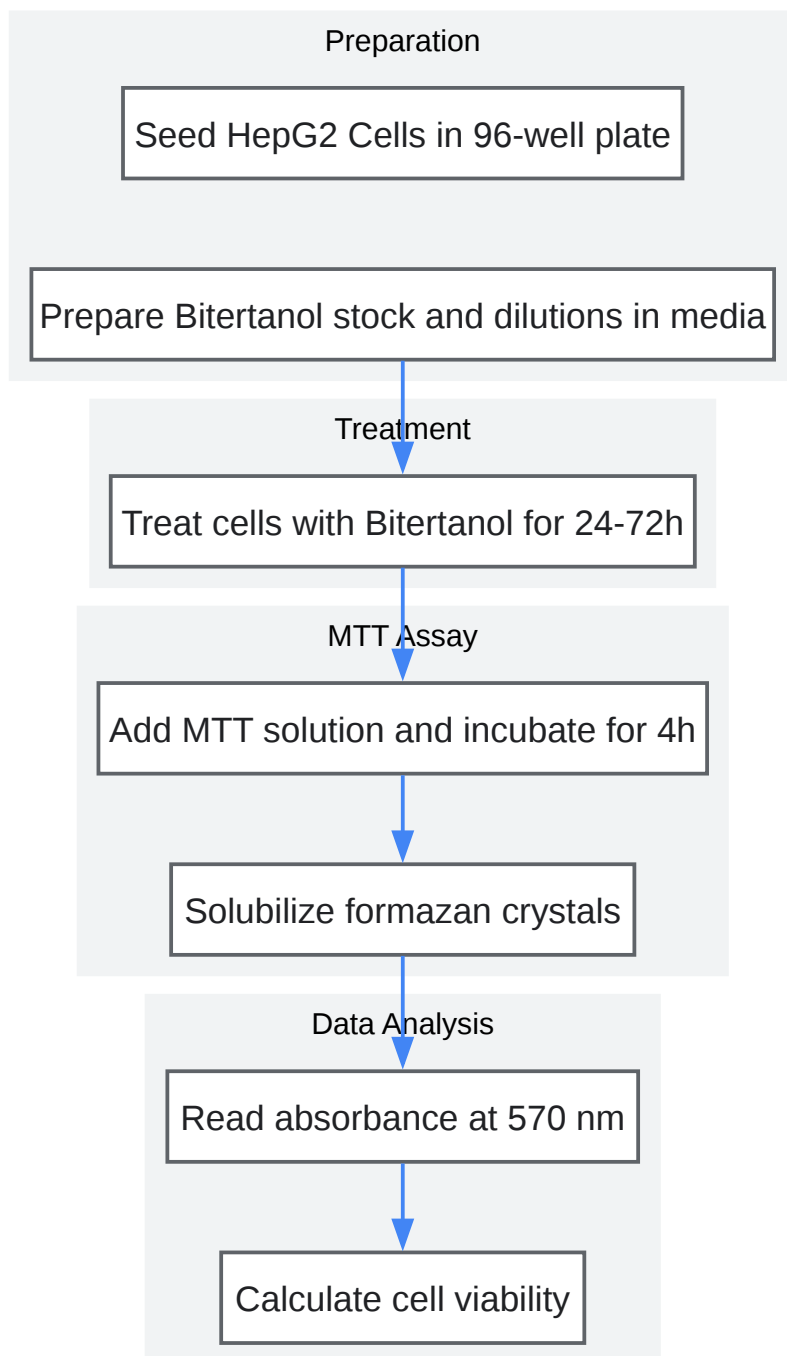 Preparation
Seed HepG2 Cells in 96-well plate
Prepare Bitertanol stock and dilutions in media
Treatment
Treat cells with Bitertanol for 24-72h
MTT Assay
Add MTT solution and incubate for 4h
Solubilize formazan crystals
Data Analysis
Read absorbance at 570 nm
Calculate cell viability